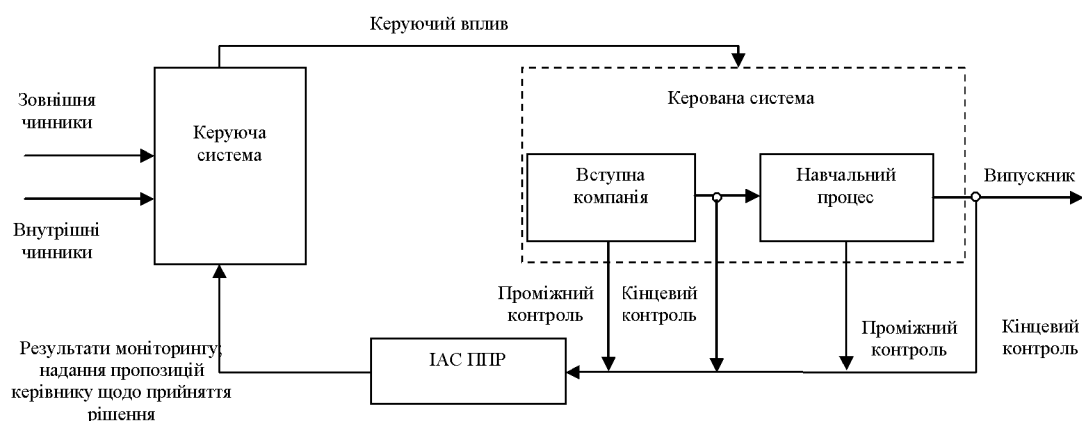 Керуючий вплив
Зовнішня
чинники
Керуюча
система
Внутрішні
чинники
Керована система
Вступна
компанія
Навчальний
процес
Випускник
Проміжний
контроль
Кінцевий
контроль
Проміжний
контроль
Кінцевий
контроль
ІАС ППР
Результати моніторингу;
надання пропозицій
керівнику щодо прийняття
рішення